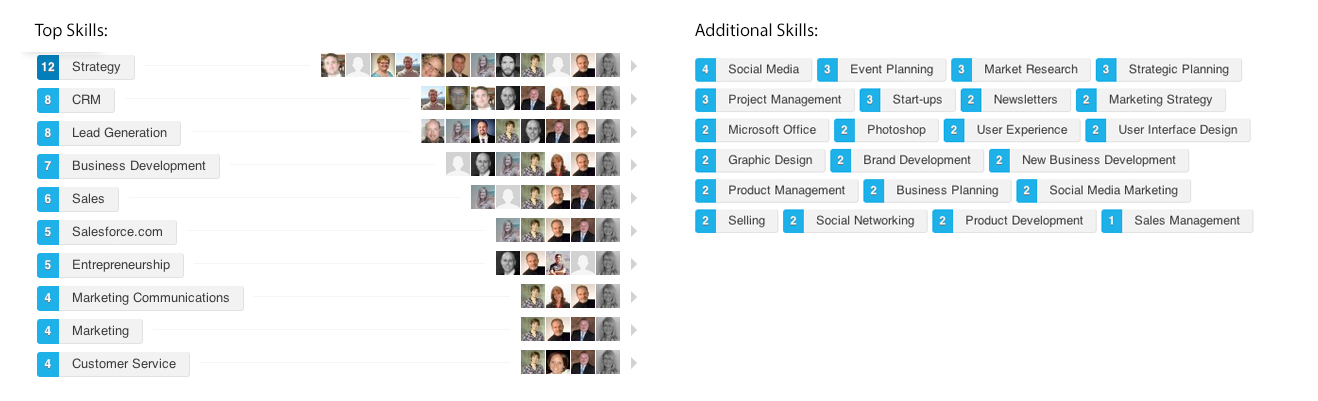 Top Skills:
12 Strategy
8 CRM
8 Lead Generation
7 Business Development
6 Sales
5 Salesforce.com
5 Entrepreneurship
4 Marketing Communications
4 Marketing
4 Customer Service
Additional Skills:
4 Social Media 3 Event Planning 3 Market Research 3 Strategic Planning
3 Project Management 3 Start-ups 2 Newsletters 2 Marketing Strategy
2 Microsoft Office 2 Photoshop 2 User Experience 2 User Interface Design
2 Graphic Design 2 Brand Development 2 New Business Development
2 Product Management 2 Business Planning 2 Social Media Marketing
2 Selling 2 Social Networking 2 Product Development 1 Sales Management